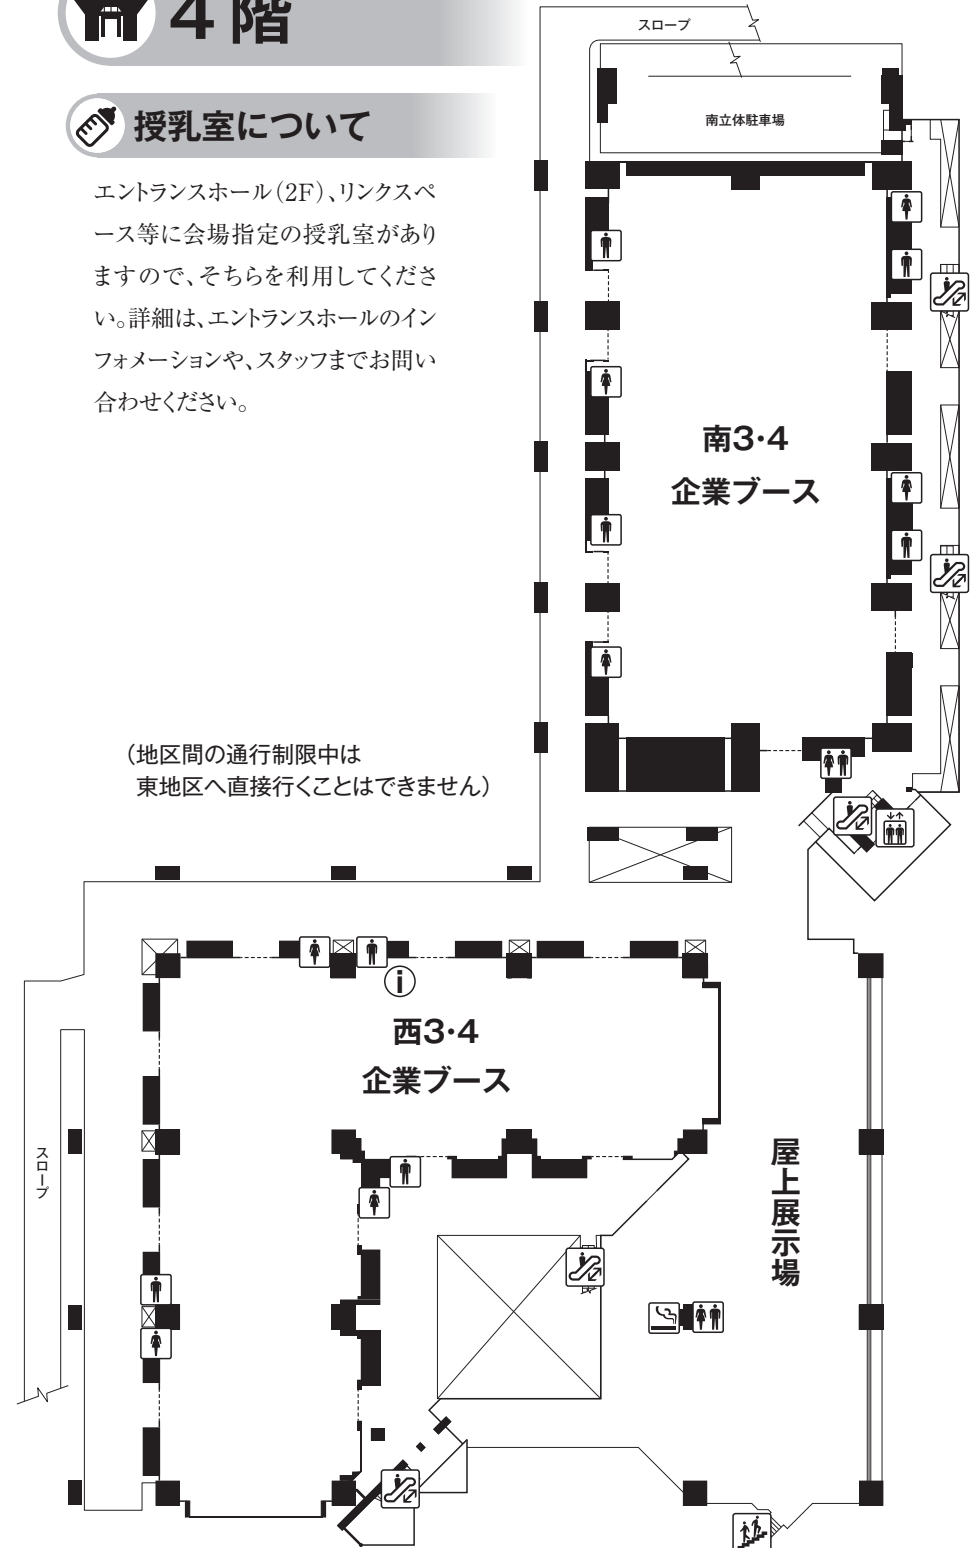 4階
授乳室について
エントランスホール（2F）、リンクスペ
ース等に会場指定の授乳室があり
ますので、そちらを利用してくださ
い。詳細は、エントランスホールのイン
フォメーションや、スタッフまでお問い
合わせください。
スロープ
南立体駐車場
南3・4
企業ブース
（地区間の通行制限中は
東地区へ直接行くことはできません）
i
西3・4
企業ブース
スロープ
屋上展示場